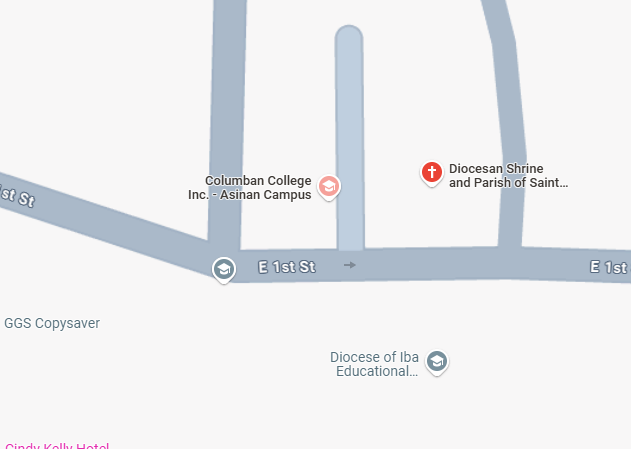 1st St
Columban College
Inc. - Asinan Campus
Diocesan Shrine
and Parish of Saint...
E 1st St
E 1st
GGS Copysaver
Diocese of Iba
Educational...
Cindy Kelly Hotel